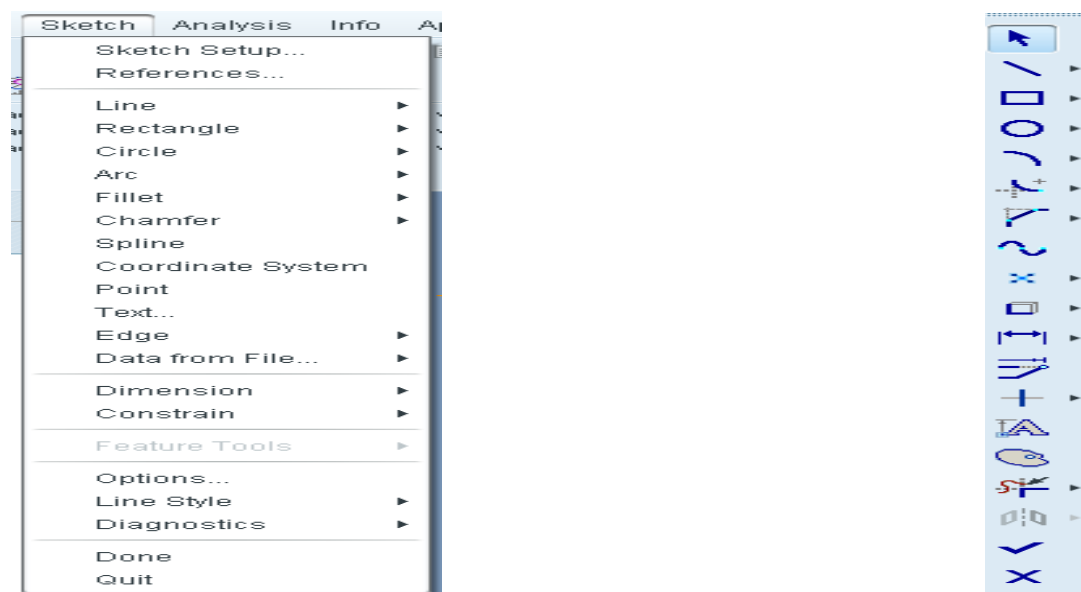 Sketch Analysis Info
Sketch Setup...
References...
Line
Rectangle
Circle
Arc
Fillet
Chamfer
Spline
Coordinate System
Point
Text...
Edge
Data from File...
Dimension
Constrain
Feature Tools
Options...
Line Style
Diagnostics
Done
Quit